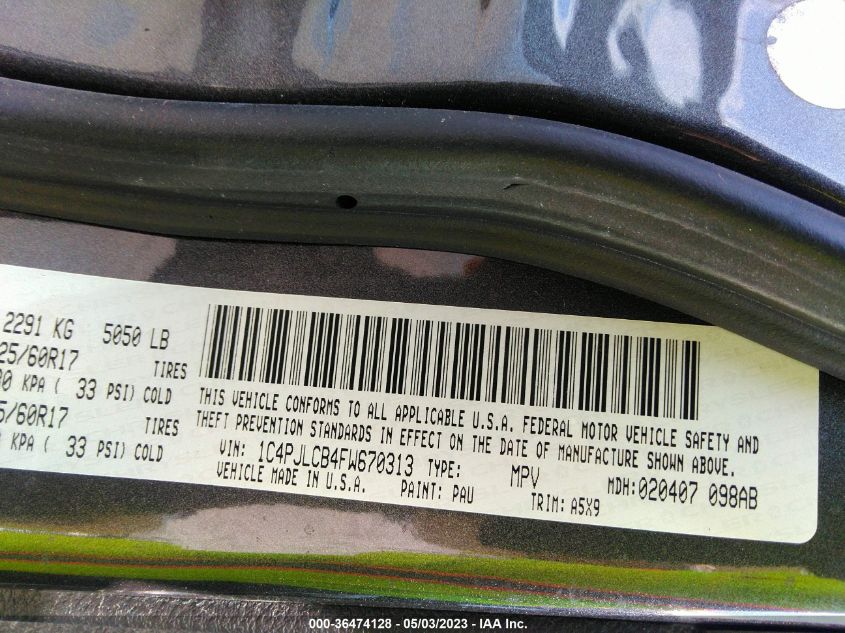 2291 KG 5050 LB
25/60R17 TIRES
KPA ( 33 PSI) COLD
5/60R17 TIRES
KPA ( 33 PSI) COLD
THIS VEHICLE CONFORMS TO ALL APPLICABLE U.S.A. FEDERAL MOTOR VEHICLE SAFETY AND
THEFT PREVENTION STANDARDS IN EFFECT ON THE DATE OF MANUFACTURE SHOWN ABOVE.
VIN: 1C4PJLCB4FW670313 TYPE: MPV MDH:020407 098AB
VEHICLE MADE IN U.S.A. PAINT: PAU TRIM: A5X9
000-36474128 - 05/03/2023 - IAA Inc.